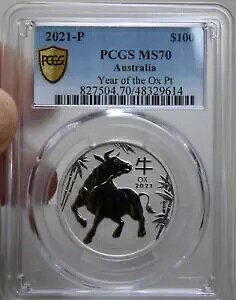 2021-P $100
PCGS MS70
Australia
Year of the Ox Pt
827504.70/48329614
PCGS
牛
OX
2021